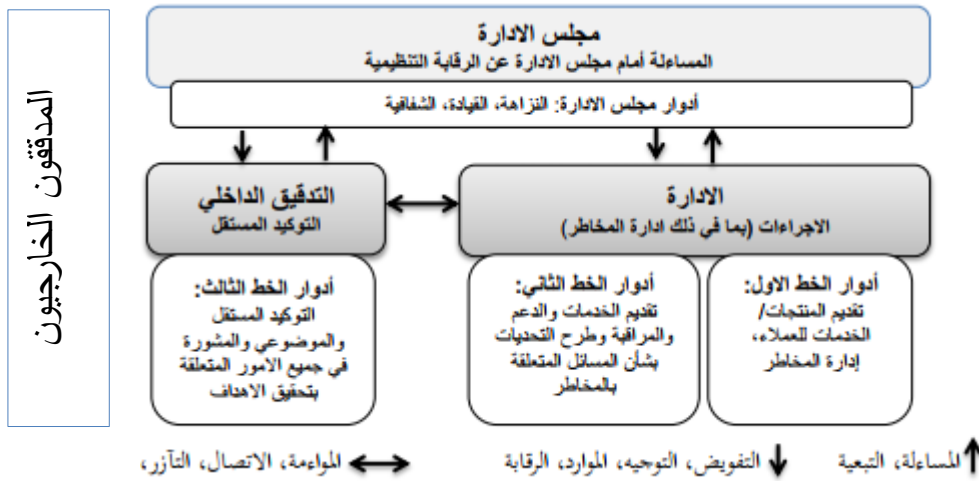 مجلس الادارة
المساءلة أمام مجلس الادارة عن الرقابة التنظيمية
أدوار مجلس الادارة: النزاهة، القيادة، الشفافية
الادارة
الاجراءات (بما في ذلك ادارة المخاطر)
التدقيق الداخلي
التوكيد المستقل
أدوار الخط الاول:
تقديم المنتجات/
الخدمات للعملاء،
إدارة المخاطر
أدوار الخط الثاني:
تقديم الخدمات والدعم
والمراقبة وطرح التحديات
بشأن المسائل المتعلقة
بالمخاطر
أدوار الخط الثالث:
التوكيد المستقل
والموضوعي والمشورة
في جميع الامور المتعلقة
بتحقيق الاهداف
المدققون الخارجيون
المساءلة، التبعية
التفويض، التوجيه، الموارد، الرقابة
المواءمة، الاتصال، التآزر،